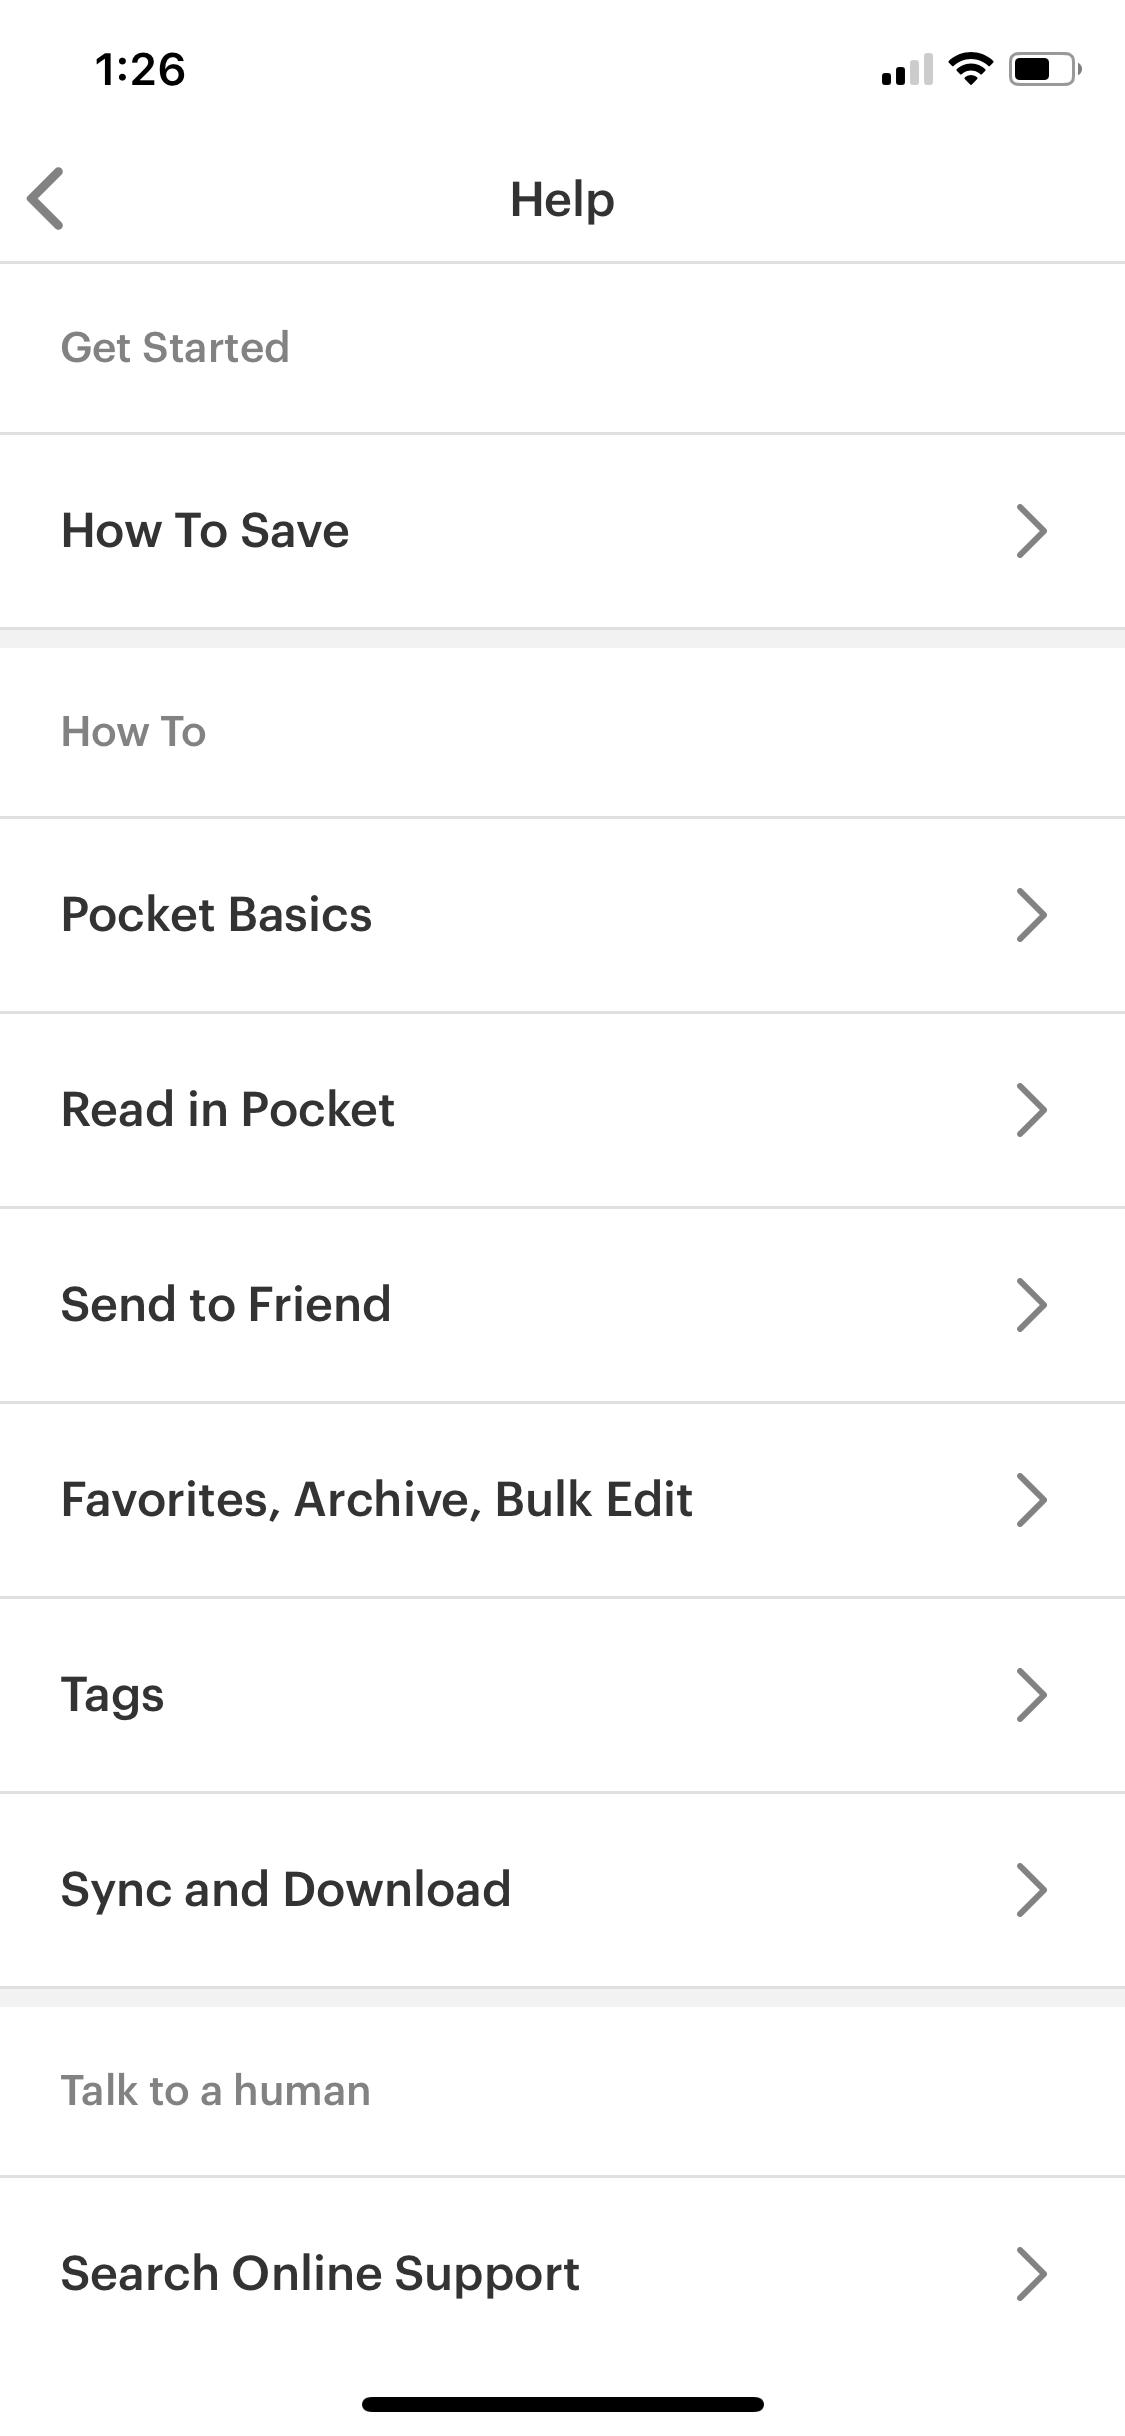 1:26
Help
Get Started
How To Save
How To
Pocket Basics
Read in Pocket
Send to Friend
Favorites, Archive, Bulk Edit
Tags
Sync and Download
Talk to a human
Search Online Support